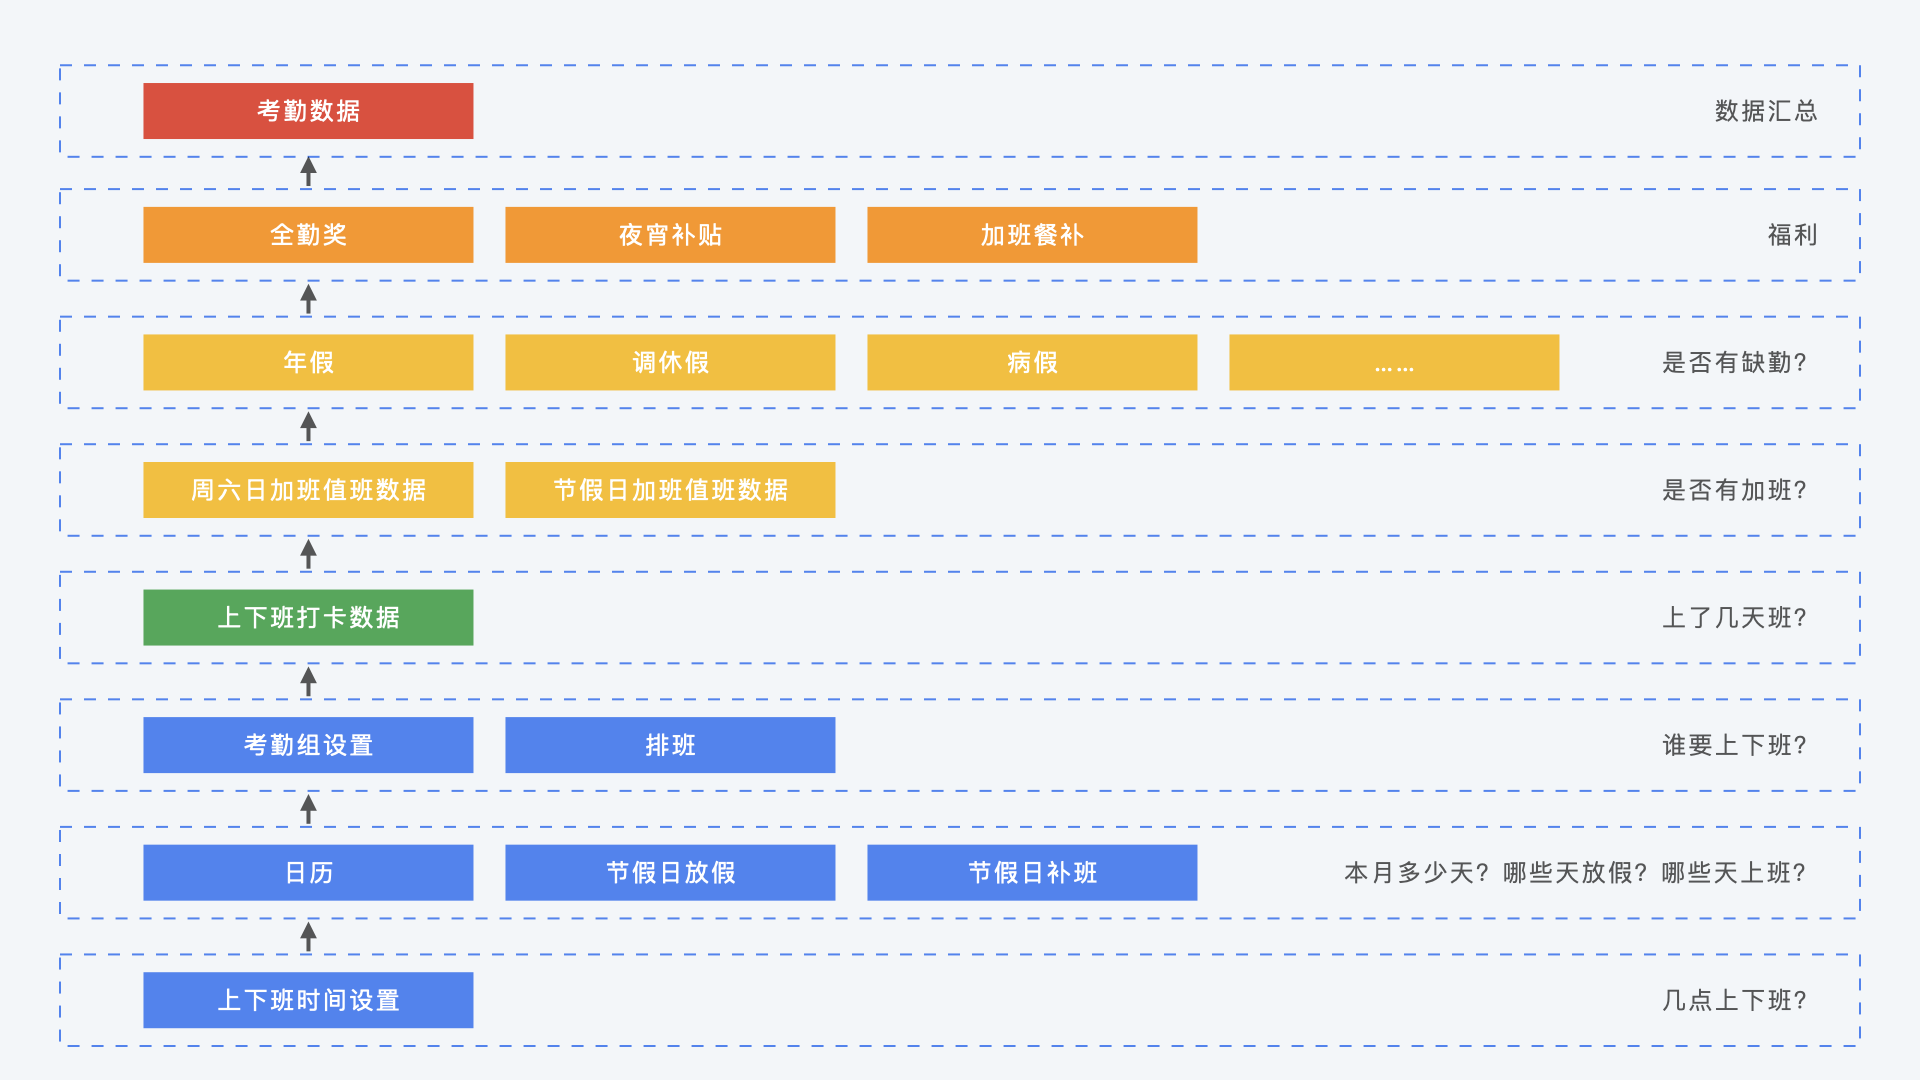 考勤数据
数据汇总
全勤奖
夜宵补贴
加班餐补
福利
年假
调休假
病假
……
是否有缺勤？
周六日加班值班数据
节假日加班值班数据
是否有加班？
上下班打卡数据
上了几天班？
考勤组设置
排班
谁要上下班？
日历
节假日放假
节假日补班
本月多少天？哪些天放假？哪些天上班？
上下班时间设置
几点上下班？